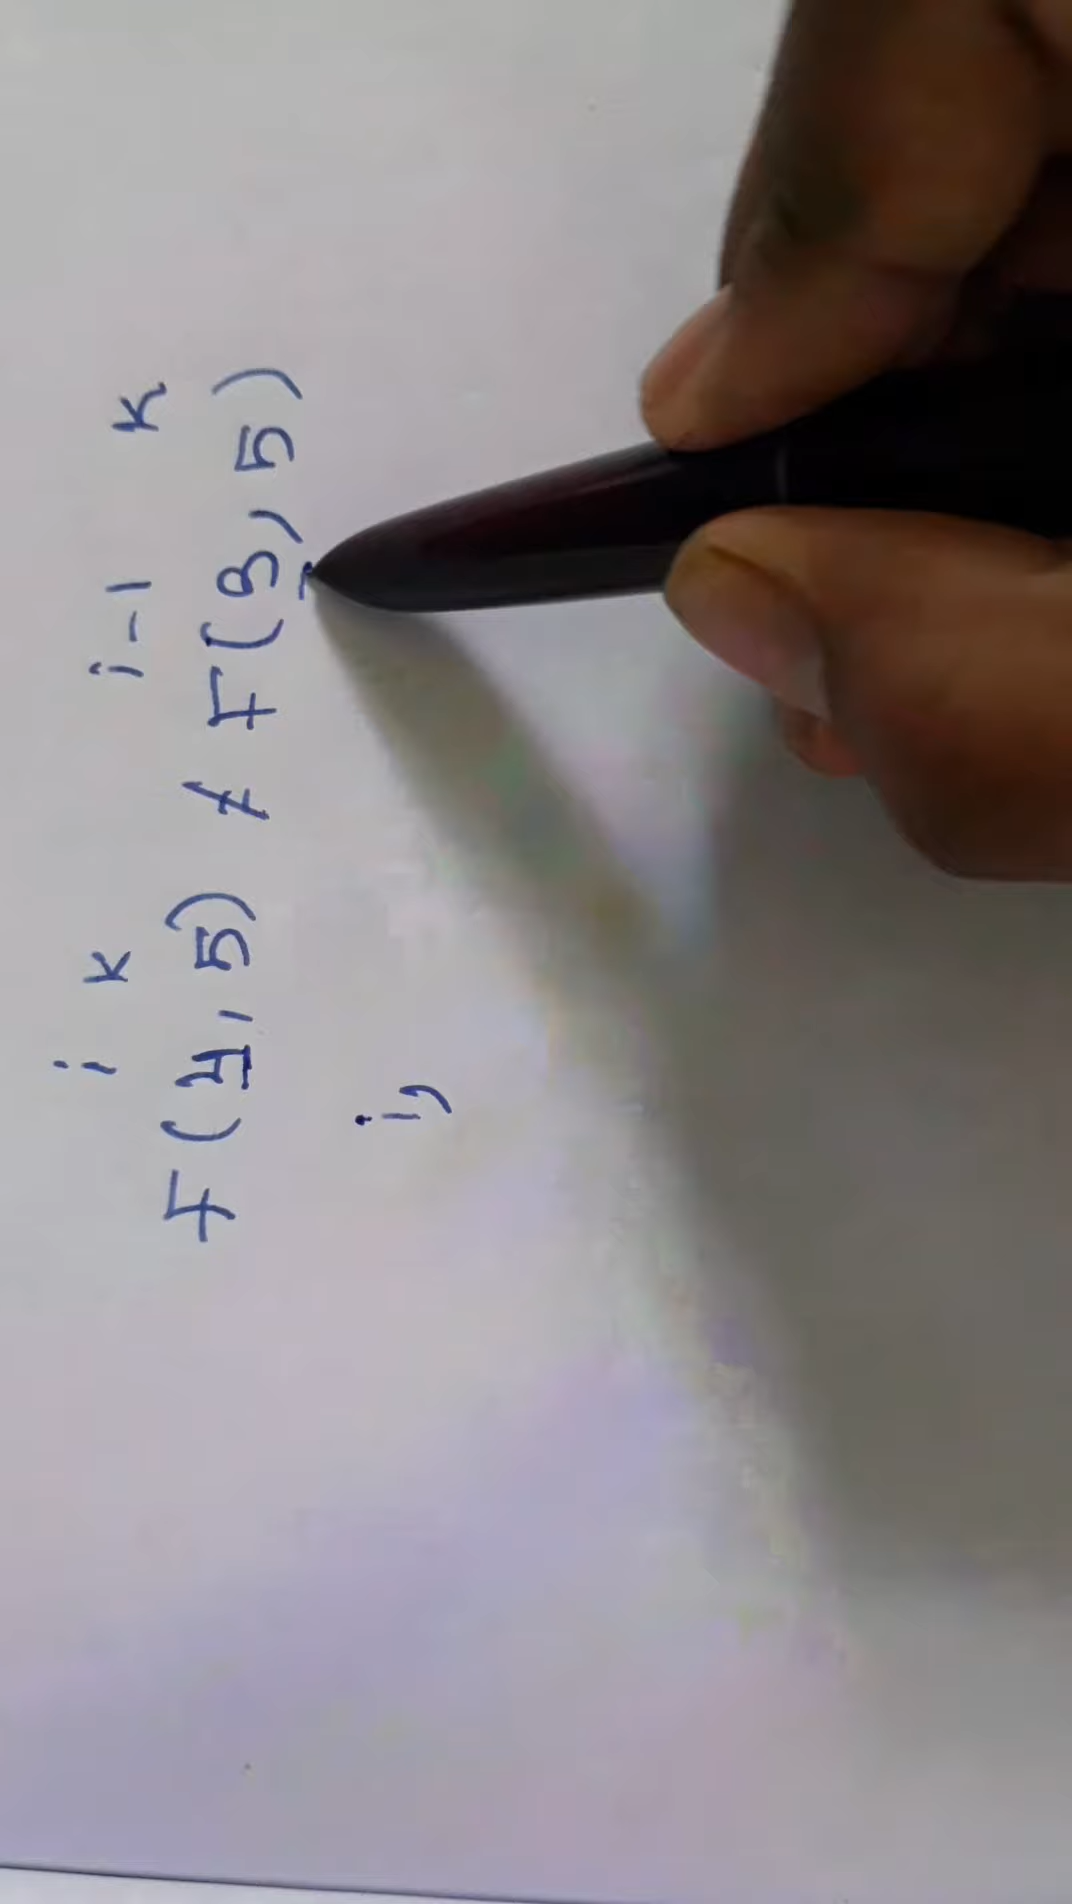 i k i-1 k
F(4,5) ≠ F(3,5)
i,